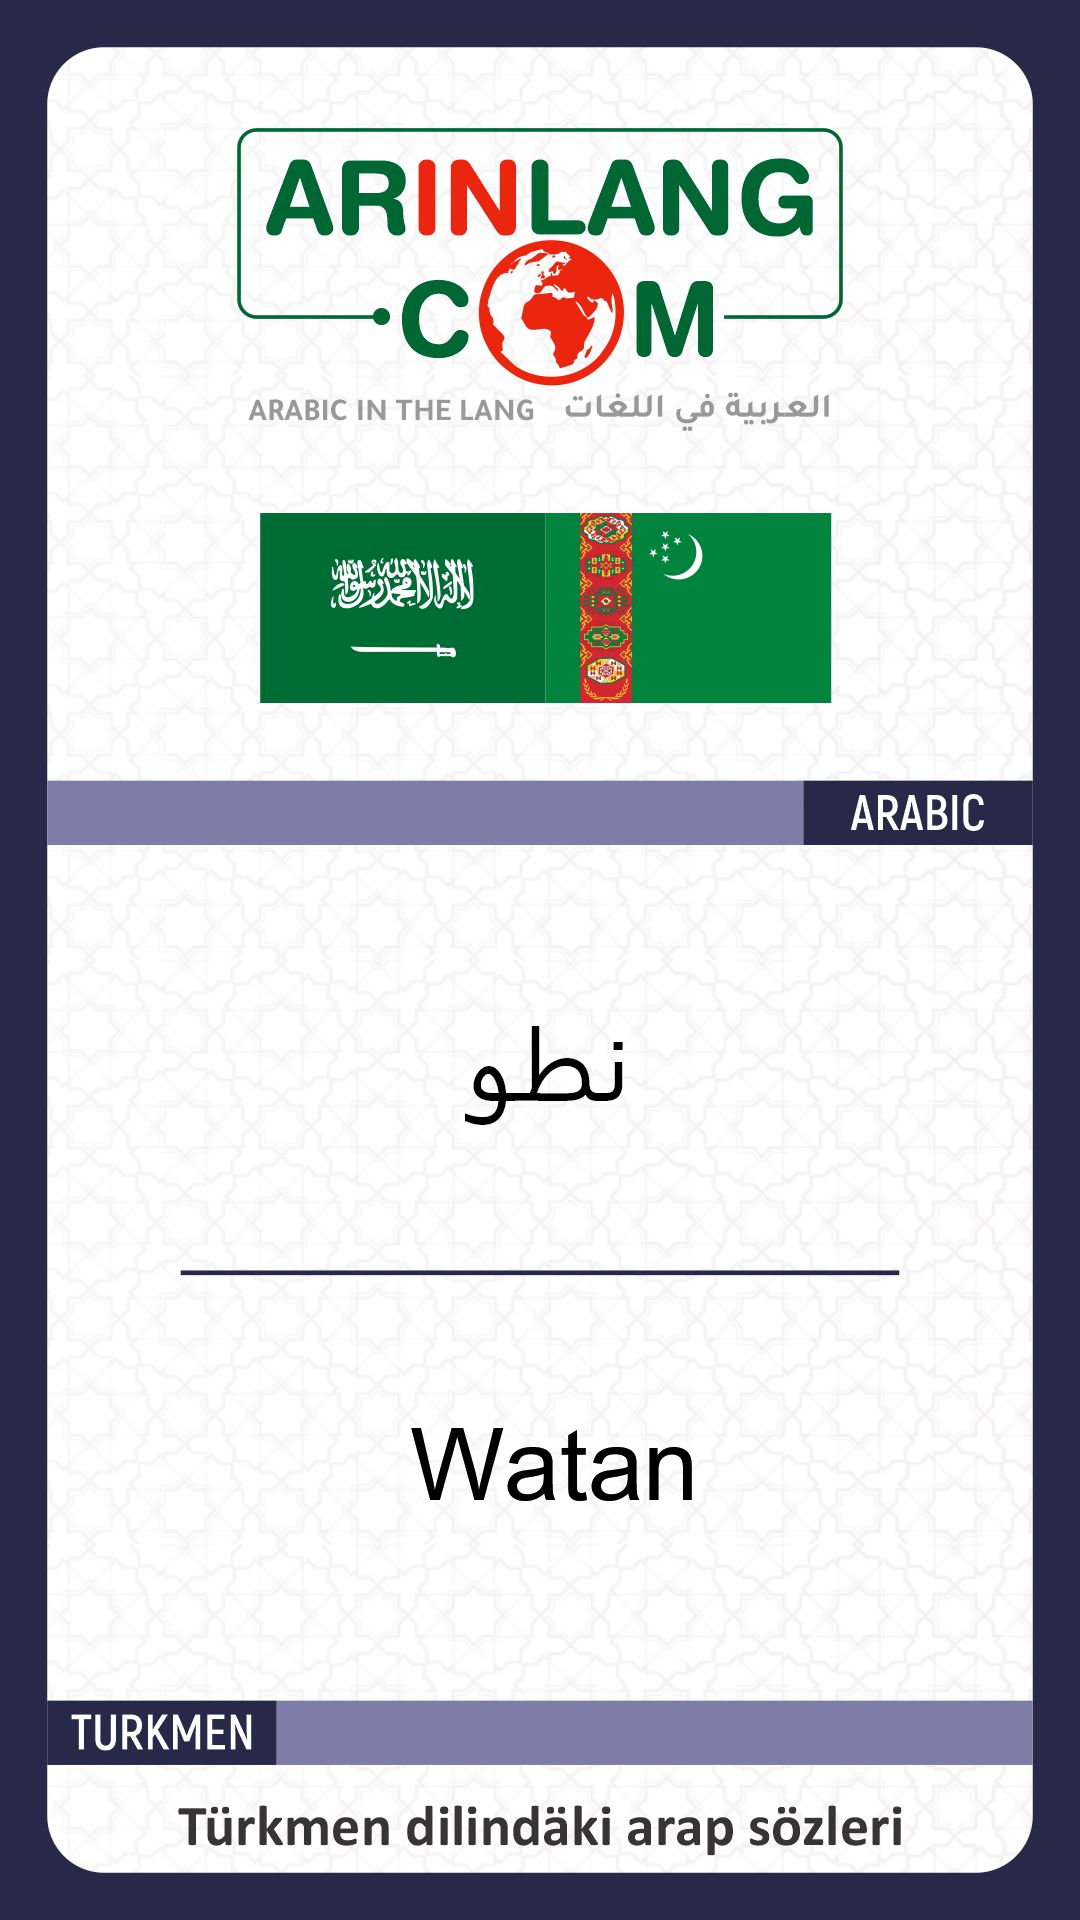 ARINLANG
.COM
ARABIC IN THE LANG العربية في اللغات
لا إله إلا الله محمد رسول الله
ARABIC
نطو
Watan
TURKMEN
Türkmen dilindäki arap sözleri